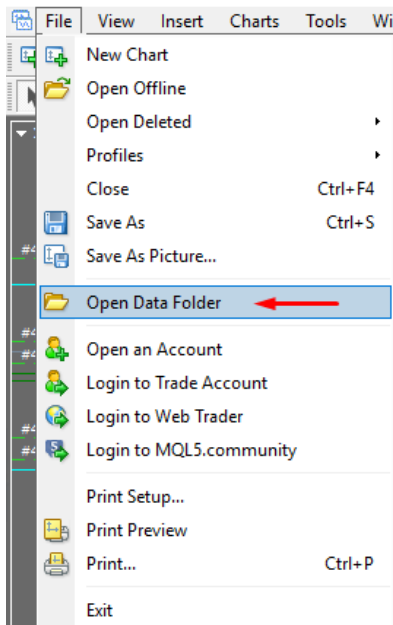 File View Insert Charts Tools Wi
New Chart
Open Offline
Open Deleted
Profiles
Close Ctrl+F4
Save As Ctrl+S
Save As Picture...
Open Data Folder
Open an Account
Login to Trade Account
Login to Web Trader
Login to MQL5.community
Print Setup...
Print Preview
Print... Ctrl+P
Exit